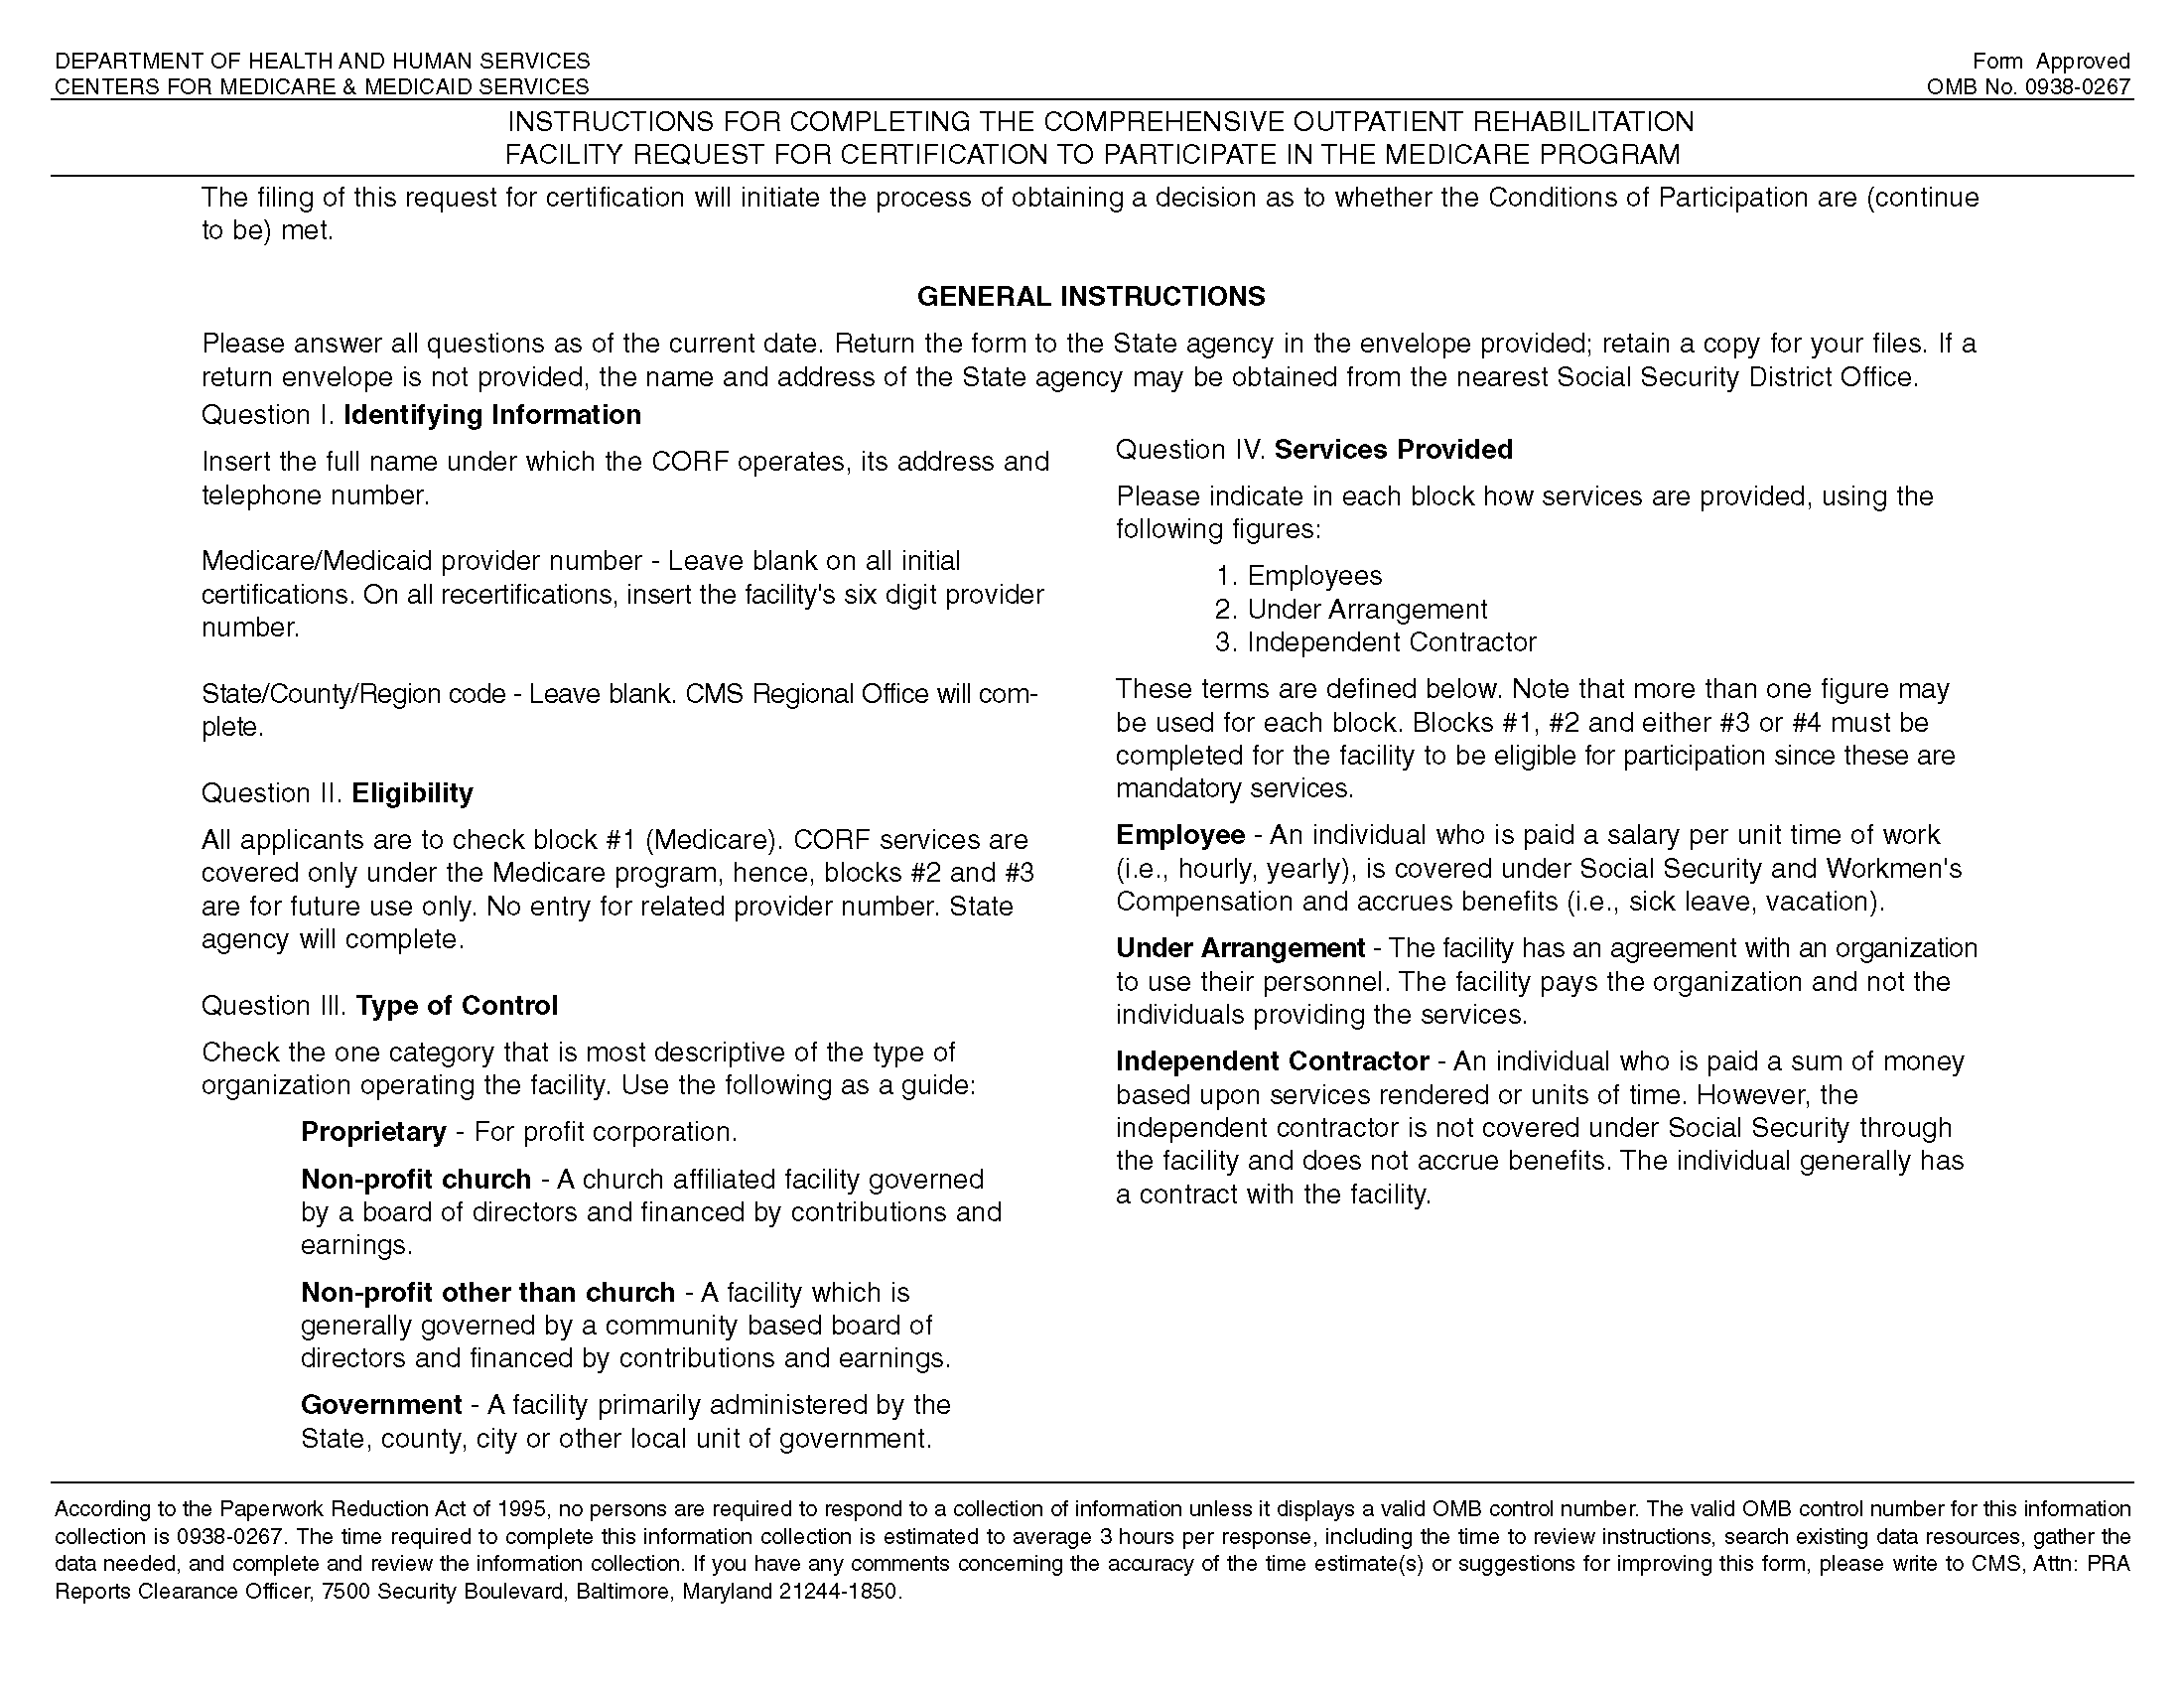 DEPARTMENT OF HEALTH AND HUMAN SERVICES
CENTERS FOR MEDICARE & MEDICAID SERVICES
Form Approved
OMB No. 0938-0267
INSTRUCTIONS FOR COMPLETING THE COMPREHENSIVE OUTPATIENT REHABILITATION
FACILITY REQUEST FOR CERTIFICATION TO PARTICIPATE IN THE MEDICARE PROGRAM
The filing of this request for certification will initiate the process of obtaining a decision as to whether the Conditions of Participation are (continue
to be) met.
GENERAL INSTRUCTIONS
Please answer all questions as of the current date. Return the form to the State agency in the envelope provided; retain a copy for your files. If a
return envelope is not provided, the name and address of the State agency may be obtained from the nearest Social Security District Office.
Question I. Identifying Information
Insert the full name under which the CORF operates, its address and
telephone number.
Medicare/Medicaid provider number - Leave blank on all initial
certifications. On all recertifications, insert the facility's six digit provider
number.
State/County/Region code - Leave blank. CMS Regional Office will com-
plete.
Question II. Eligibility
All applicants are to check block #1 (Medicare). CORF services are
covered only under the Medicare program, hence, blocks #2 and #3
are for future use only. No entry for related provider number. State
agency will complete.
Question III. Type of Control
Check the one category that is most descriptive of the type of
organization operating the facility. Use the following as a guide:
Proprietary - For profit corporation.
Non-profit church - A church affiliated facility governed
by a board of directors and financed by contributions and
earnings.
Non-profit other than church - A facility which is
generally governed by a community based board of
directors and financed by contributions and earnings.
Government - A facility primarily administered by the
State, county, city or other local unit of government.
Question IV. Services Provided
Please indicate in each block how services are provided, using the
following figures:
1. Employees
2. Under Arrangement
3. Independent Contractor
These terms are defined below. Note that more than one figure may
be used for each block. Blocks #1, #2 and either #3 or #4 must be
completed for the facility to be eligible for participation since these are
mandatory services.
Employee - An individual who is paid a salary per unit time of work
(i.e., hourly, yearly), is covered under Social Security and Workmen's
Compensation and accrues benefits (i.e., sick leave, vacation).
Under Arrangement - The facility has an agreement with an organization
to use their personnel. The facility pays the organization and not the
individuals providing the services.
Independent Contractor - An individual who is paid a sum of money
based upon services rendered or units of time. However, the
independent contractor is not covered under Social Security through
the facility and does not accrue benefits. The individual generally has
a contract with the facility.
According to the Paperwork Reduction Act of 1995, no persons are required to respond to a collection of information unless it displays a valid OMB control number. The valid OMB control number for this information
collection is 0938-0267. The time required to complete this information collection is estimated to average 3 hours per response, including the time to review instructions, search existing data resources, gather the
data needed, and complete and review the information collection. If you have any comments concerning the accuracy of the time estimate(s) or suggestions for improving this form, please write to CMS, Attn: PRA
Reports Clearance Officer, 7500 Security Boulevard, Baltimore, Maryland 21244-1850.